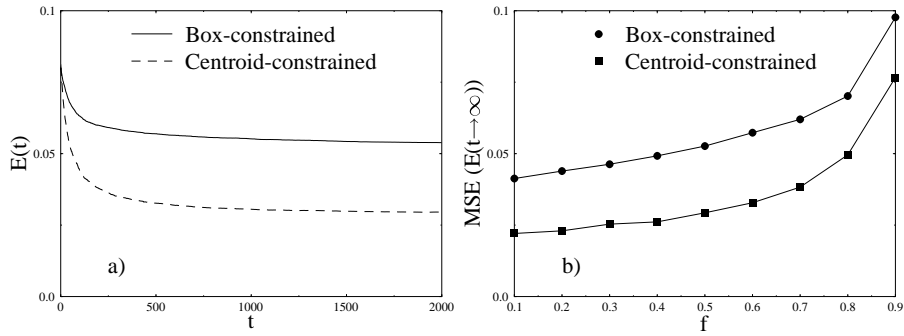 0.1
Box-constrained
Centroid-constrained
E(t)
0.05
a)
0.0
0
500
1000
1500
2000
t
0.1
Box-constrained
Centroid-constrained
MSE (E(t→∞))
0.05
b)
0.0
0.1 0.2 0.3 0.4 0.5 0.6 0.7 0.8 0.9
f